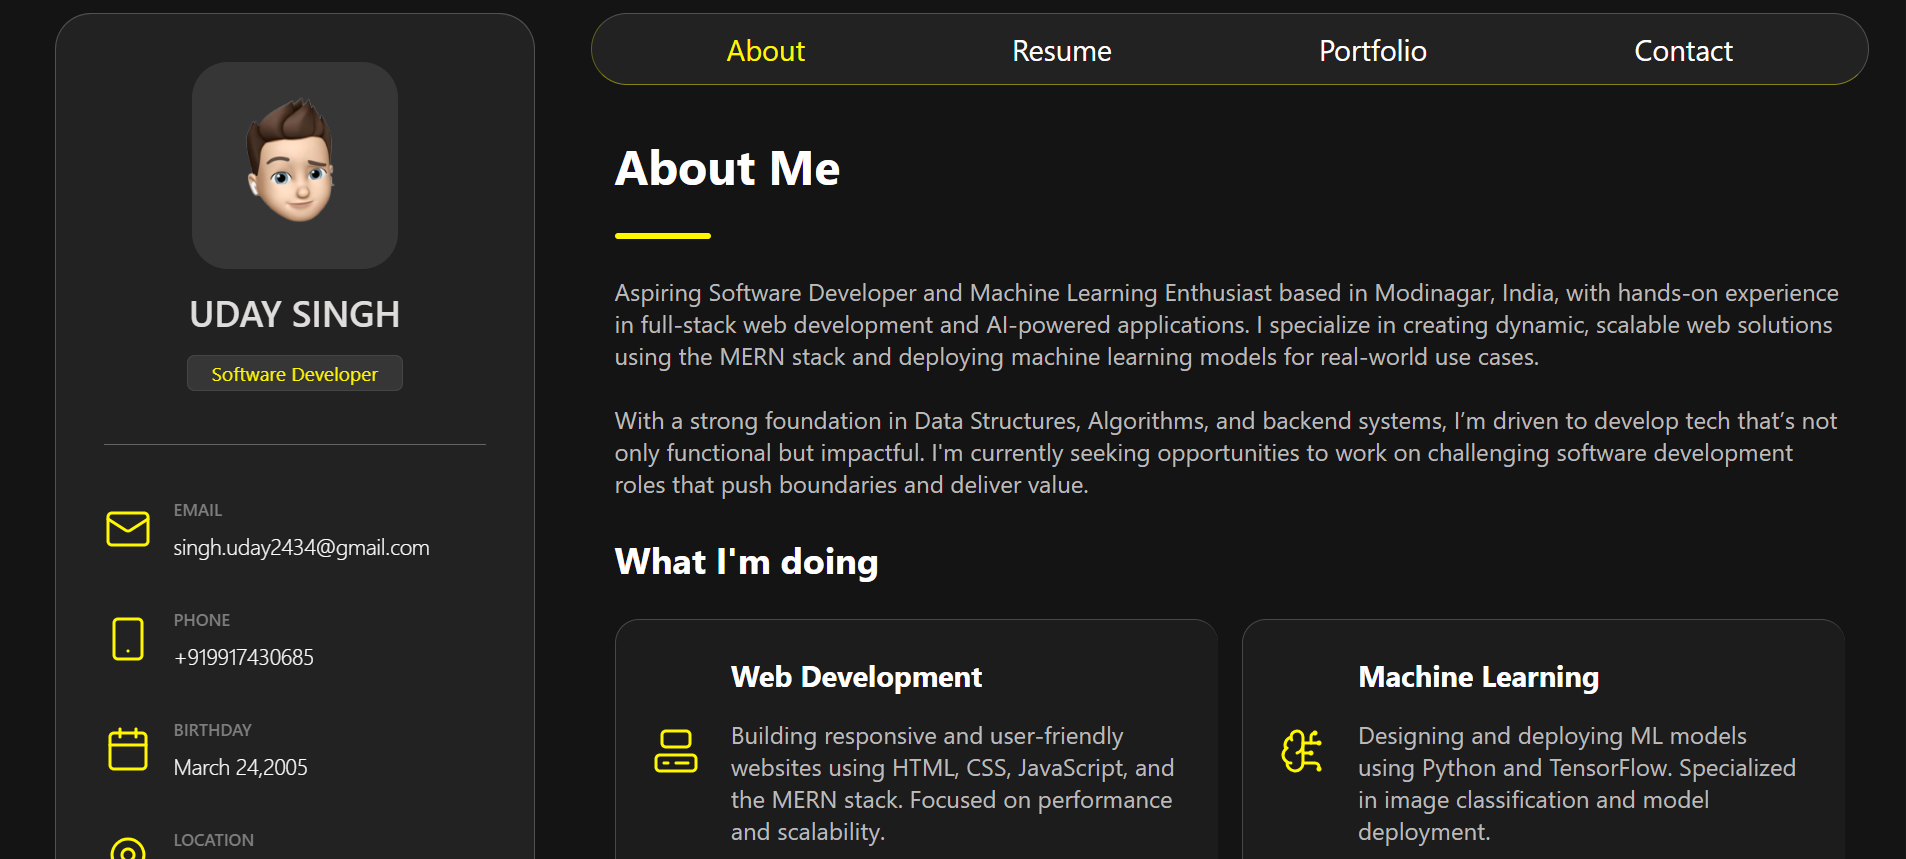 UDAY SINGH
Software Developer
EMAIL
singh.uday2434@gmail.com
PHONE
+919917430685
BIRTHDAY
March 24,2005
LOCATION
About
Resume
Portfolio
Contact
About Me
Aspiring Software Developer and Machine Learning Enthusiast based in Modinagar, India, with hands-on experience
in full-stack web development and AI-powered applications. I specialize in creating dynamic, scalable web solutions
using the MERN stack and deploying machine learning models for real-world use cases.
With a strong foundation in Data Structures, Algorithms, and backend systems, I’m driven to develop tech that’s not
only functional but impactful. I'm currently seeking opportunities to work on challenging software development
roles that push boundaries and deliver value.
What I'm doing
Web Development
Building responsive and user-friendly
websites using HTML, CSS, JavaScript, and
the MERN stack. Focused on performance
and scalability.
Machine Learning
Designing and deploying ML models
using Python and TensorFlow. Specialized
in image classification and model
deployment.